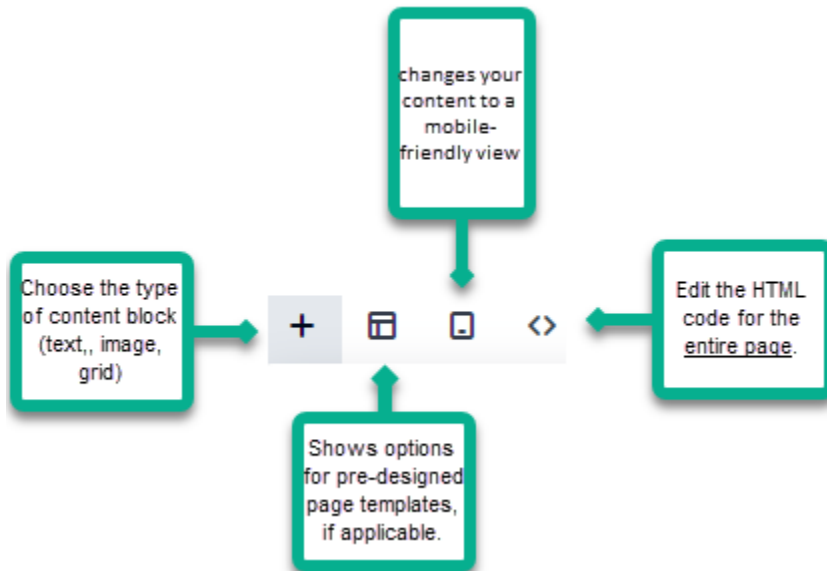 changes your
content to a
mobile-
friendly view
Choose the type
of content block
(text,, image,
grid)
Edit the HTML
code for the
entire page.
Shows options
for pre-designed
page templates,
if applicable.